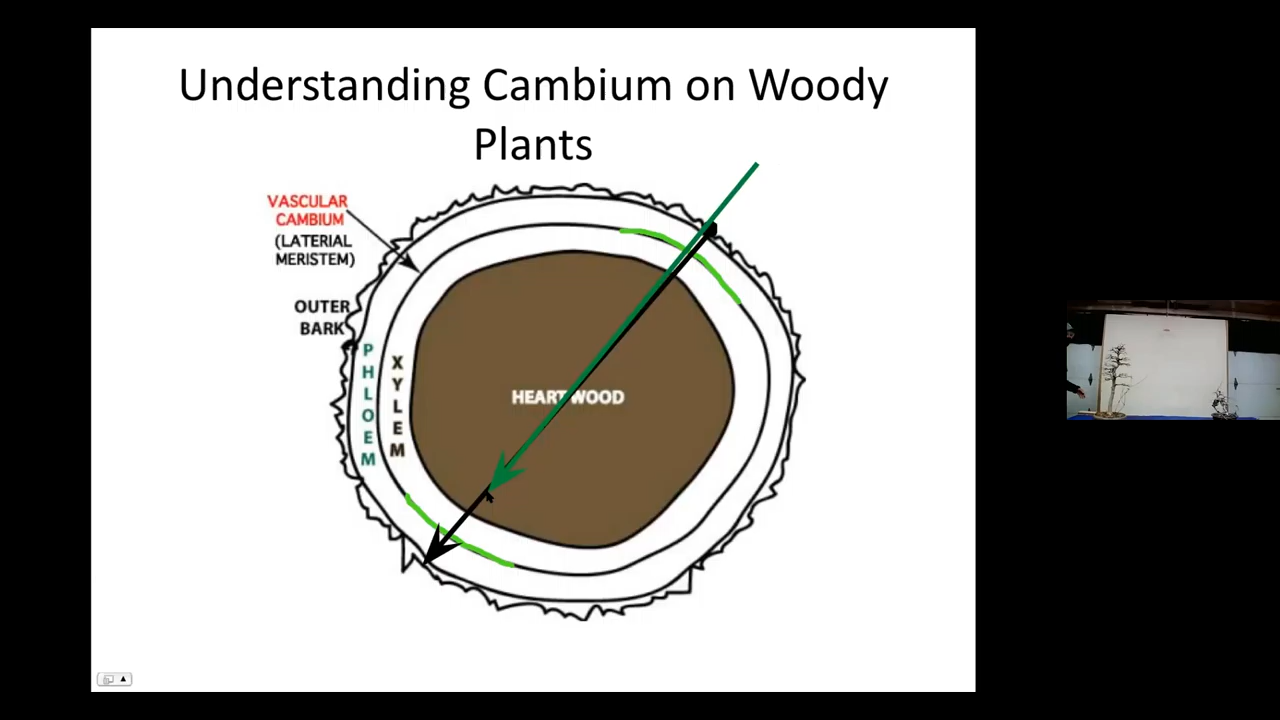 Understanding Cambium on Woody
Plants
VASCULAR
CAMBIUM
(LATERIAL
MERISTEM)
OUTER
BARK
PHLOEM
XYLEM
HEARTWOOD